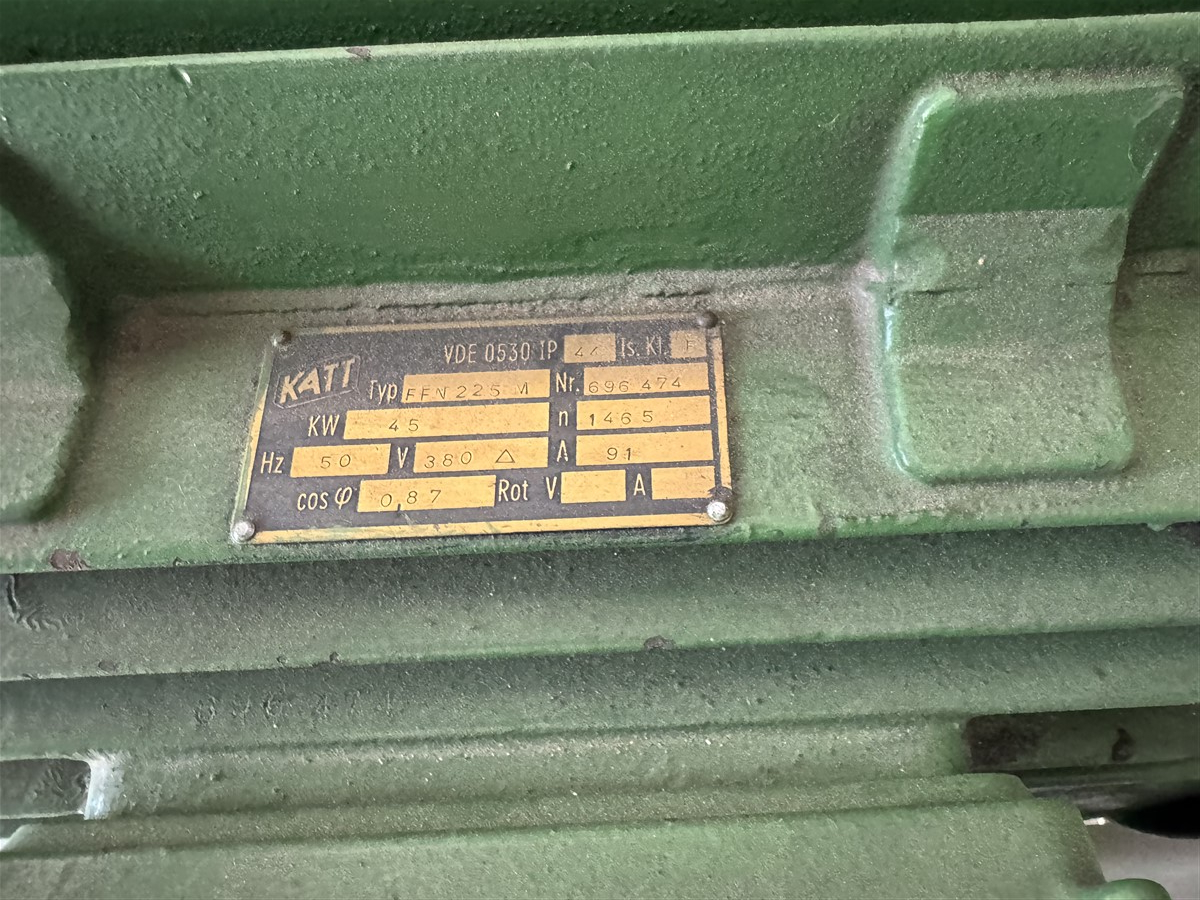 VDE 0530 IP 44 Is. Kl. F
KATT
Typ FFN 225 M Nr. 696 474
KW 45 n 1465
Hz 50 V 380 △ A 91
cos φ 0,87 Rot V A